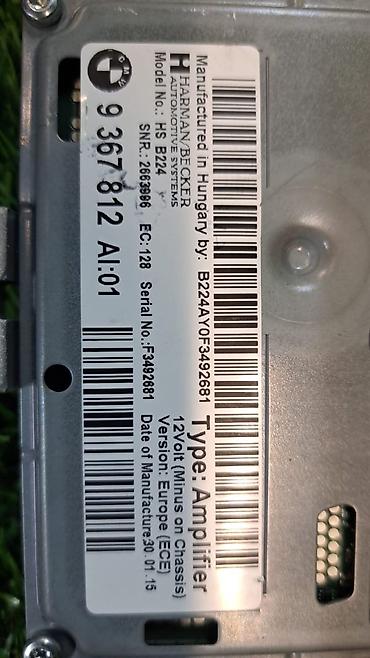 Manufactured in Hungary by: B224AY0F3492681
HARMAN/BECKER
AUTOMOTIVE SYSTEMS
Type: Amplifier
Model No.: HS B224
12Volt (Minus on Chassis)
Version: Europe (ECE)
SNR.: 2663996 EC: 128 Serial No.:F3492681 Date of Manufacture:30.01.15
BMW
9 367 812 AI:01